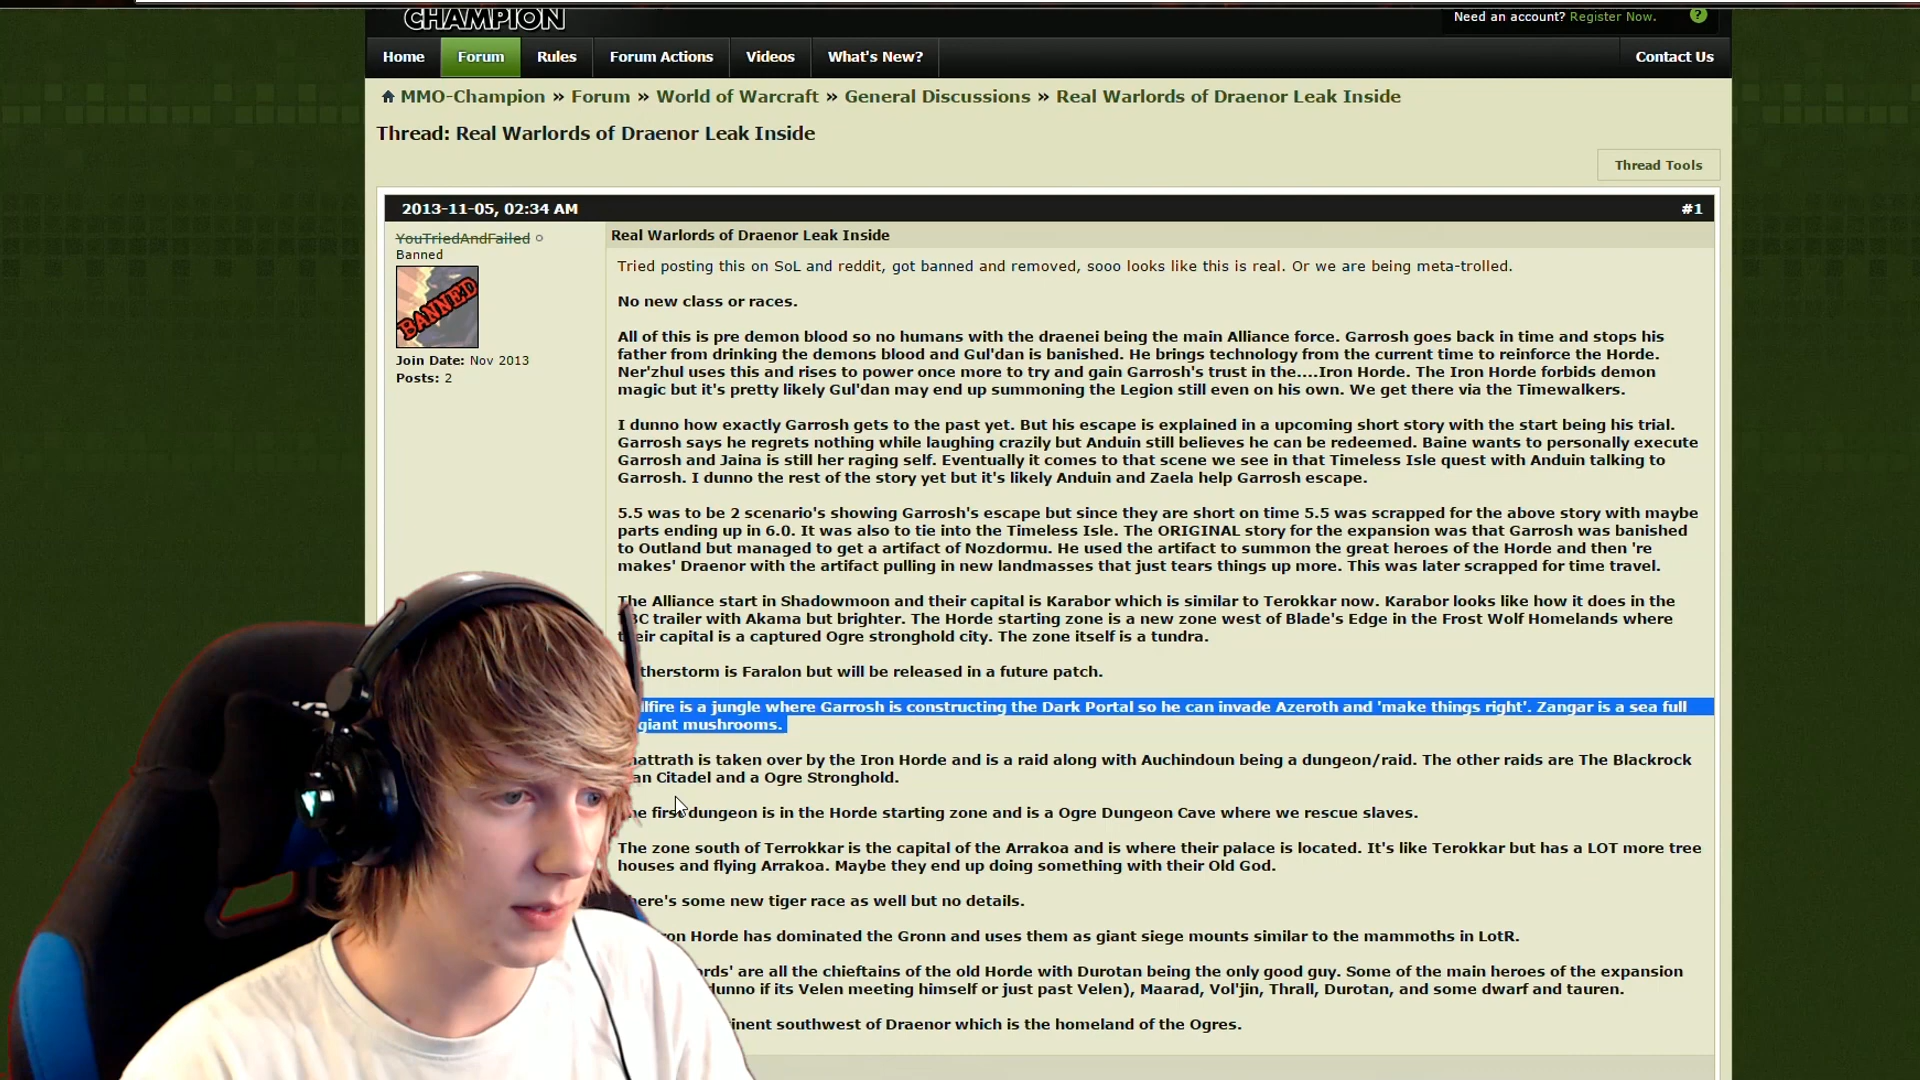 CHAMPION
Need an account? Register Now.
?
Home
Forum
Rules
Forum Actions
Videos
What's New?
Contact Us
MMO-Champion » Forum » World of Warcraft » General Discussions » Real Warlords of Draenor Leak Inside
Thread: Real Warlords of Draenor Leak Inside
Thread Tools
2013-11-05, 02:34 AM
#1
YouTriedAndFailed
Banned
BANNED
Join Date: Nov 2013
Posts: 2
Real Warlords of Draenor Leak Inside
Tried posting this on SoL and reddit, got banned and removed, sooo looks like this is real. Or we are being meta-trolled.
No new class or races.
All of this is pre demon blood so no humans with the draenei being the main Alliance force. Garrosh goes back in time and stops his
father from drinking the demons blood and Gul'dan is banished. He brings technology from the current time to reinforce the Horde.
Ner'zhul uses this and rises to power once more to try and gain Garrosh's trust in the....Iron Horde. The Iron Horde forbids demon
magic but it's pretty likely Gul'dan may end up summoning the Legion still even on his own. We get there via the Timewalkers.
I dunno how exactly Garrosh gets to the past yet. But his escape is explained in a upcoming short story with the start being his trial.
Garrosh says he regrets nothing while laughing crazily but Anduin still believes he can be redeemed. Baine wants to personally execute
Garrosh and Jaina is still her raging self. Eventually it comes to that scene we see in that Timeless Isle quest with Anduin talking to
Garrosh. I dunno the rest of the story yet but it's likely Anduin and Zaela help Garrosh escape.
5.5 was to be 2 scenario's showing Garrosh's escape but since they are short on time 5.5 was scrapped for the above story with maybe
parts ending up in 6.0. It was also to tie into the Timeless Isle. The ORIGINAL story for the expansion was that Garrosh was banished
to Outland but managed to get a artifact of Nozdormu. He used the artifact to summon the great heroes of the Horde and then 're
makes' Draenor with the artifact pulling in new landmasses that just tears things up more. This was later scrapped for time travel.
The Alliance start in Shadowmoon and their capital is Karabor which is similar to Terokkar now. Karabor looks like how it does in the
trailer with Akama but brighter. The Horde starting zone is a new zone west of Blade's Edge in the Frost Wolf Homelands where
their capital is a captured Ogre stronghold city. The zone itself is a tundra.
therstorm is Faralon but will be released in a future patch.
lfire is a jungle where Garrosh is constructing the Dark Portal so he can invade Azeroth and 'make things right'. Zangar is a sea full
giant mushrooms.
hattrath is taken over by the Iron Horde and is a raid along with Auchindoun being a dungeon/raid. The other raids are The Blackrock
an Citadel and a Ogre Stronghold.
he first dungeon is in the Horde starting zone and is a Ogre Dungeon Cave where we rescue slaves.
The zone south of Terrokkar is the capital of the Arrakoa and is where their palace is located. It's like Terokkar but has a LOT more tree
houses and flying Arrakoa. Maybe they end up doing something with their Old God.
here's some new tiger race as well but no details.
ron Horde has dominated the Gronn and uses them as giant siege mounts similar to the mammoths in LotR.
rds' are all the chieftains of the old Horde with Durotan being the only good guy. Some of the main heroes of the expansion
dunno if its Velen meeting himself or just past Velen), Maarad, Vol'jin, Thrall, Durotan, and some dwarf and tauren.
inent southwest of Draenor which is the homeland of the Ogres.